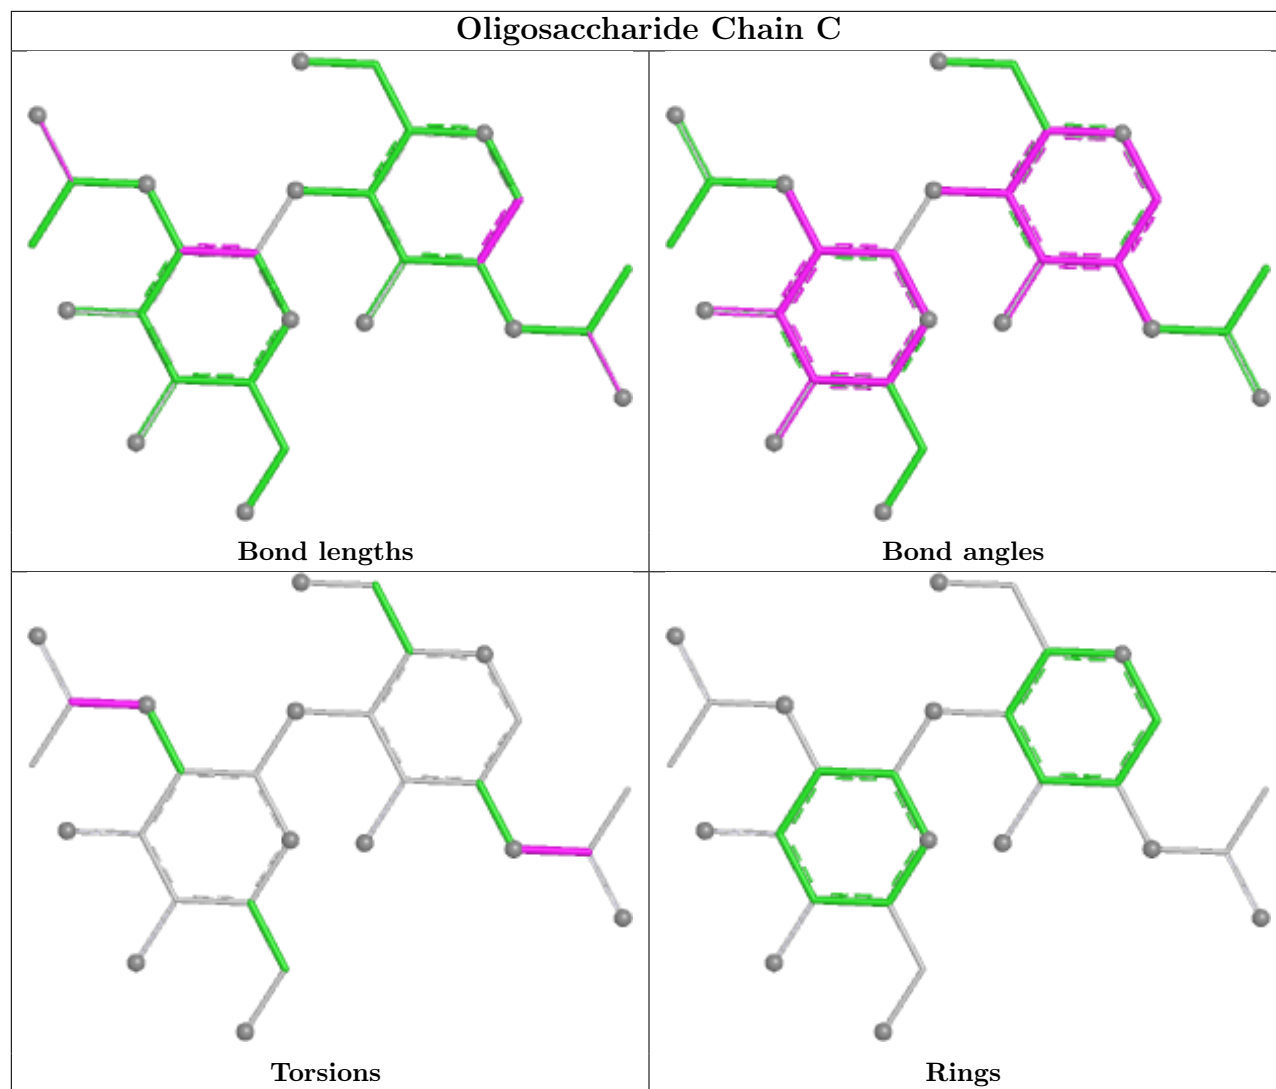 Oligosaccharide Chain C
Bond lengths
Bond angles
Torsions
Rings